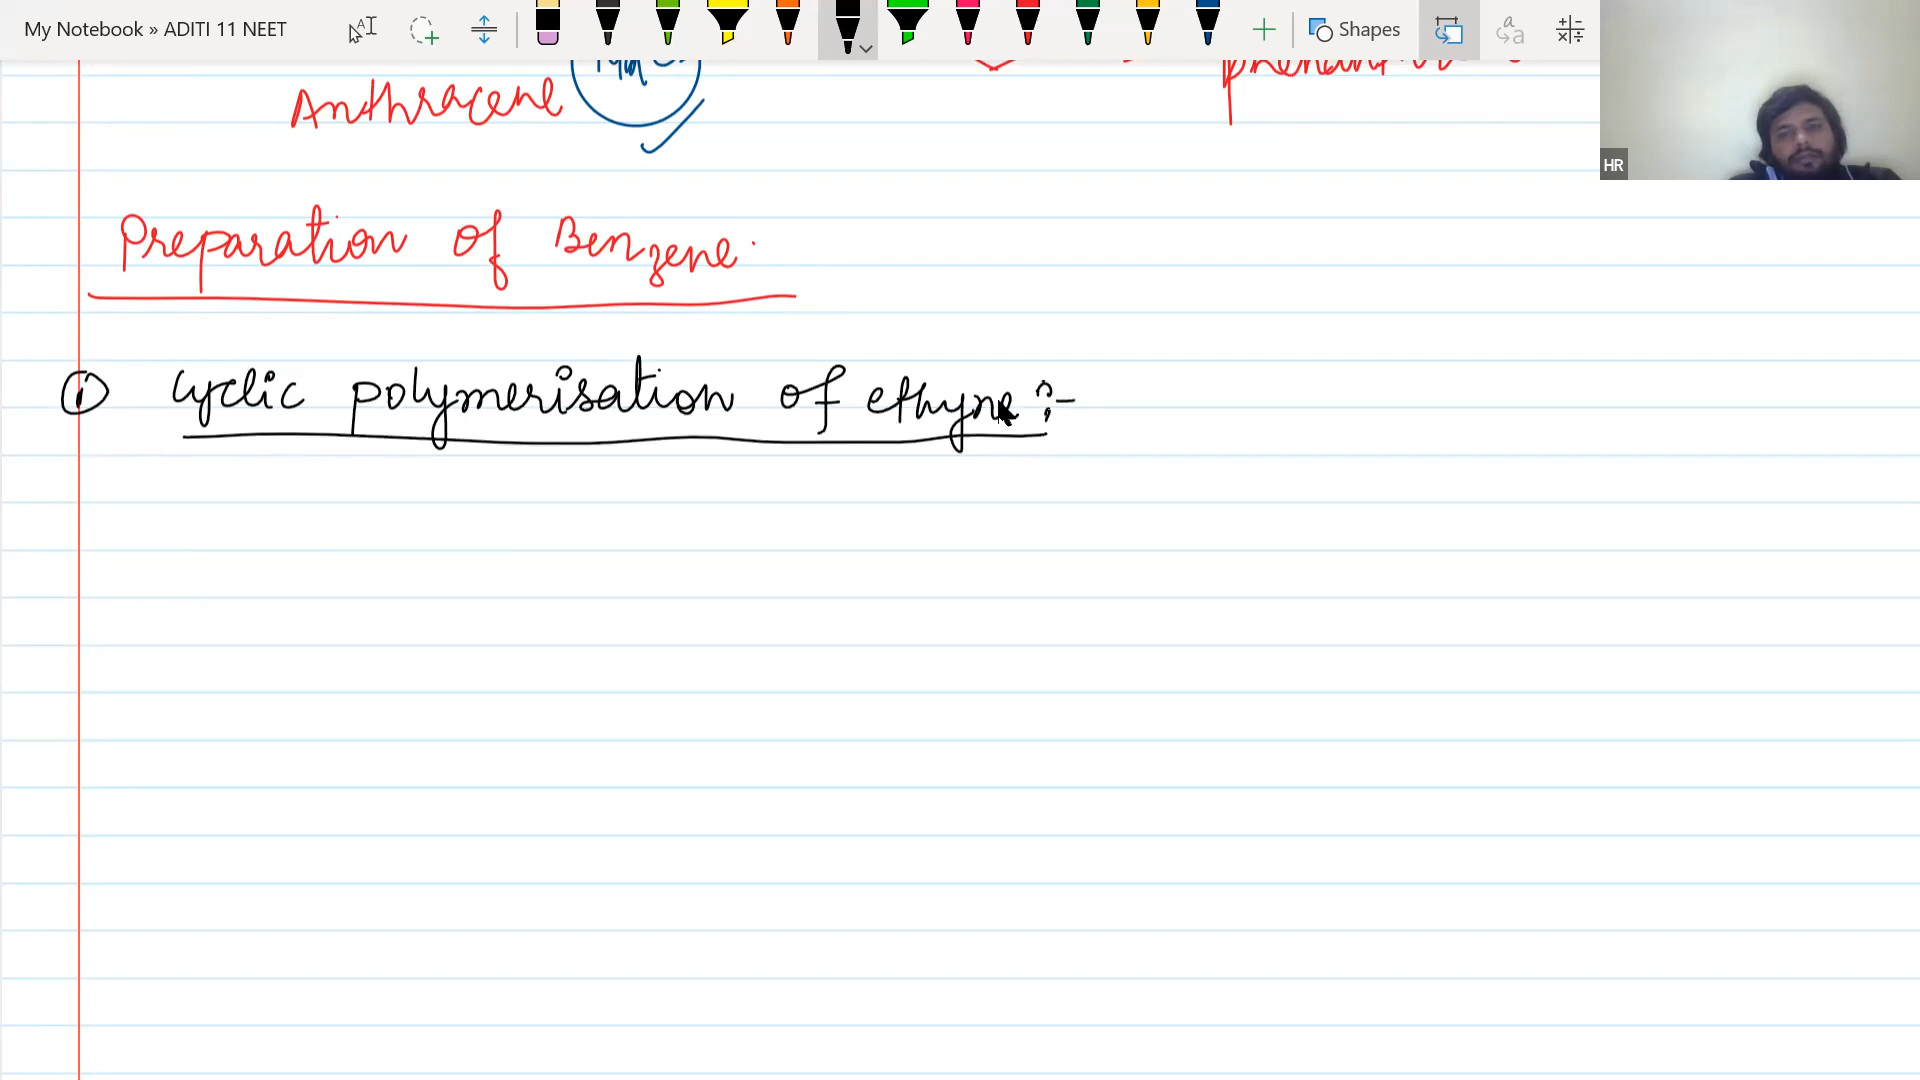 My Notebook » ADITI 11 NEET
Shapes
HR
Anthracene
Preparation of Benzene.
① Cyclic polymerisation of ethyne :-